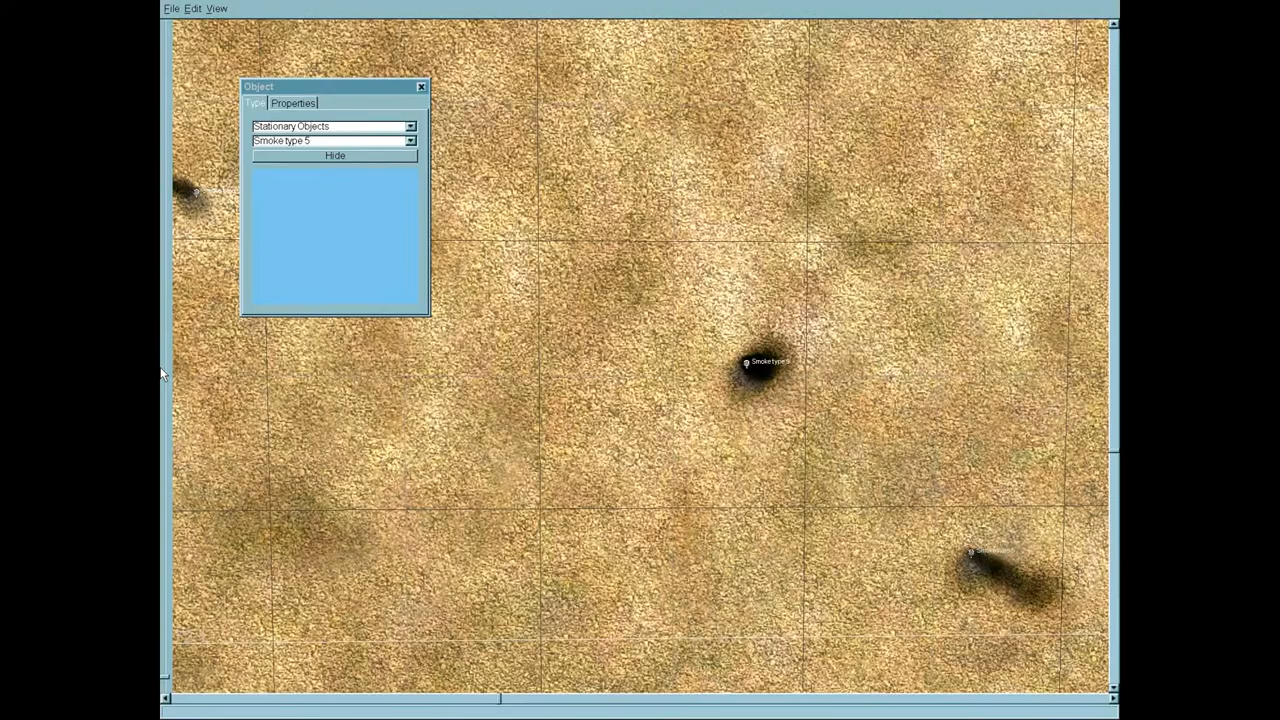 File Edit View
Object
Type Properties
Stationary Objects
Smoke type 5
Hide
Smoke type 5